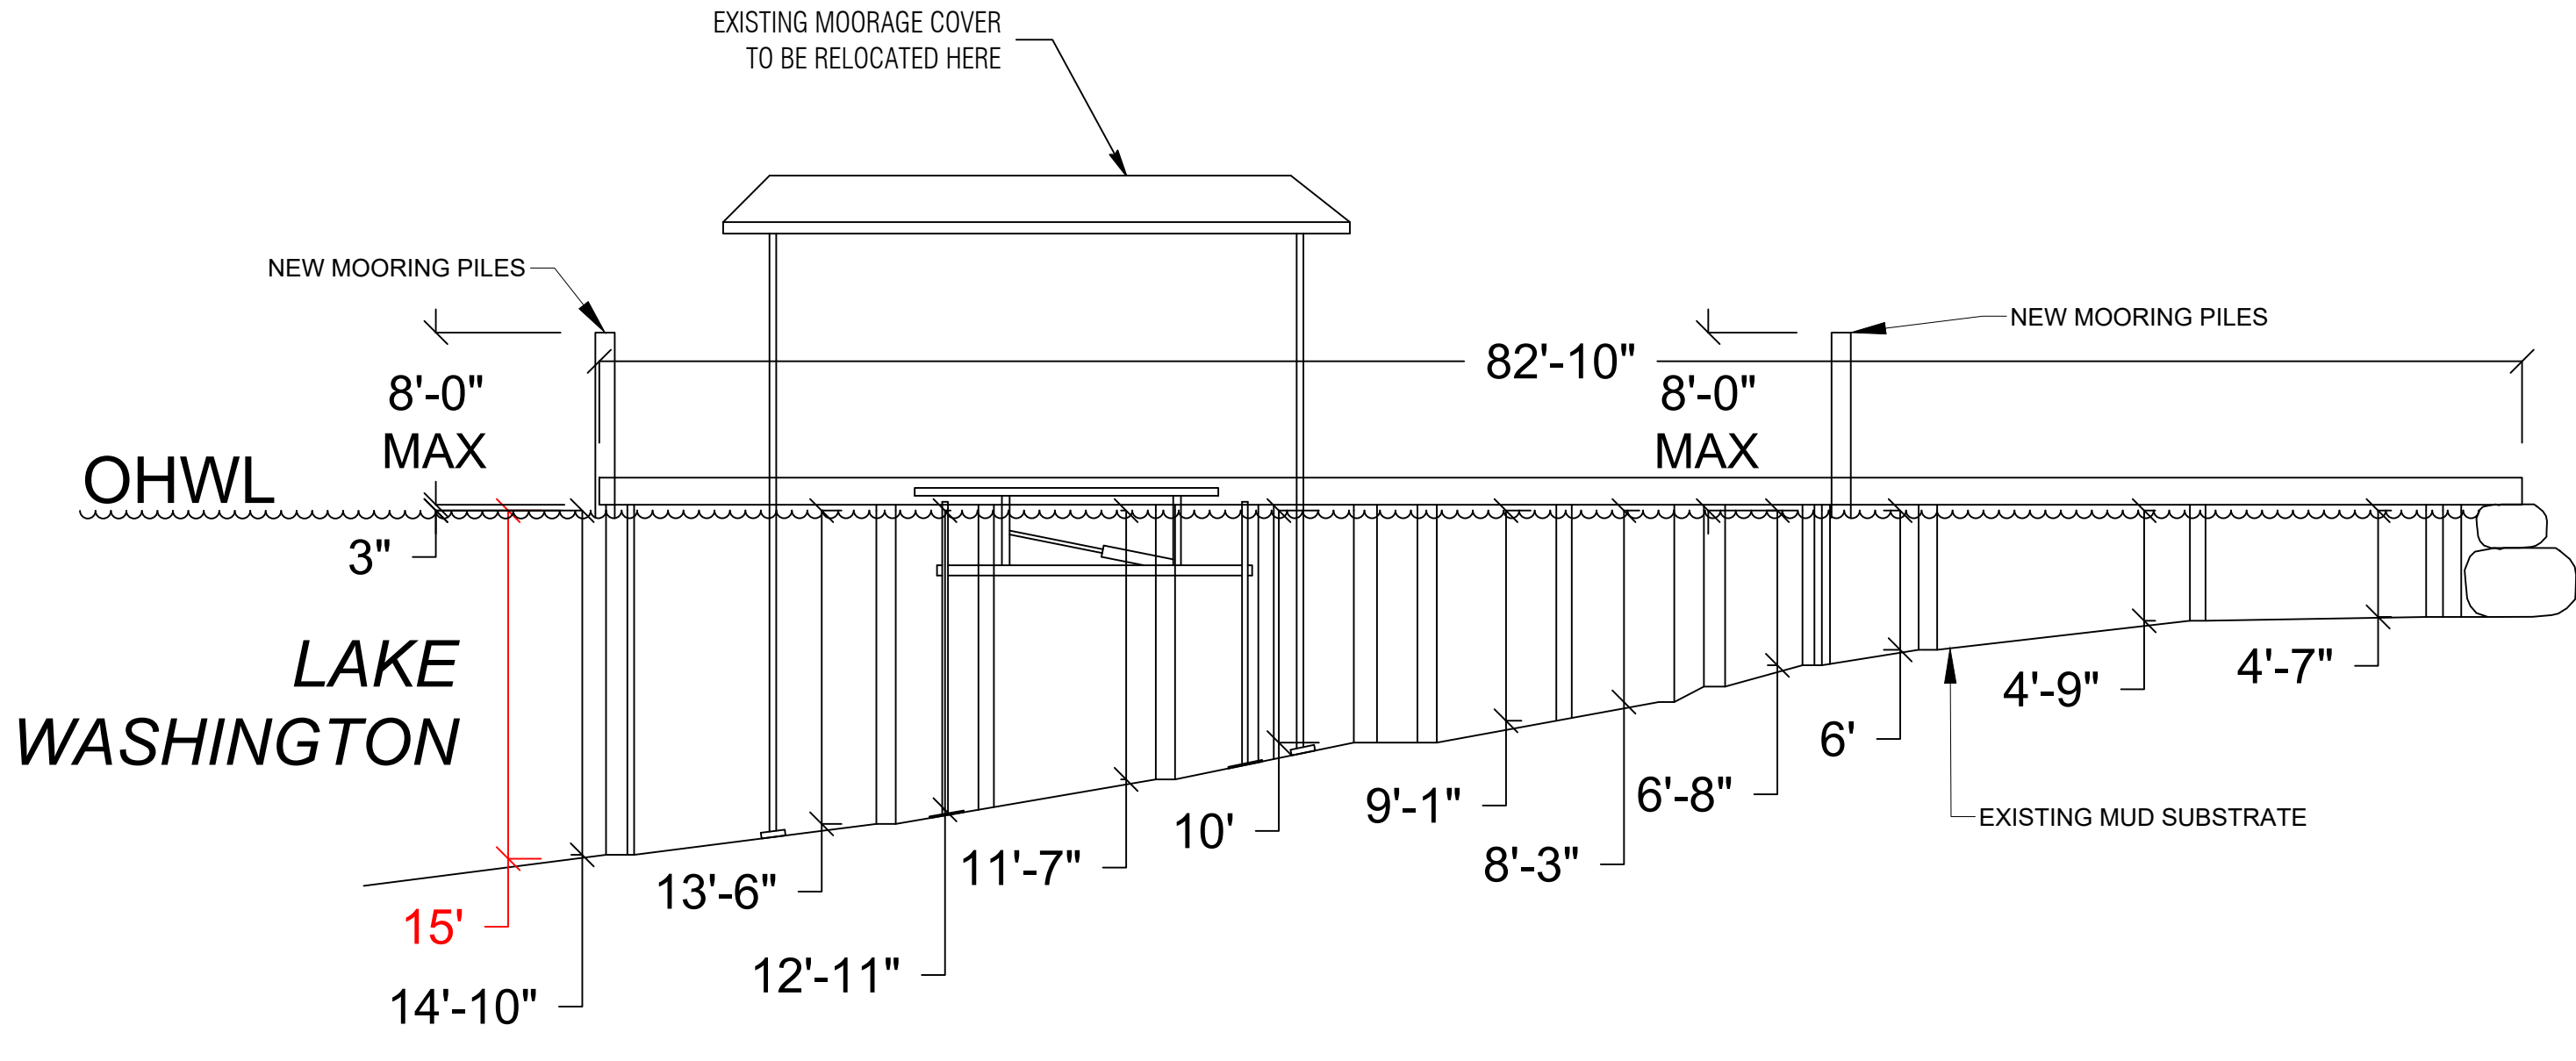 EXISTING MOORAGE COVER
TO BE RELOCATED HERE
NEW MOORING PILES
NEW MOORING PILES
82'-10"
8'-0"
MAX
8'-0"
MAX
OHWL
3"
LAKE
WASHINGTON
15'
14'-10"
13'-6"
12'-11"
11'-7"
10'
9'-1"
8'-3"
6'-8"
6'
4'-9"
4'-7"
EXISTING MUD SUBSTRATE